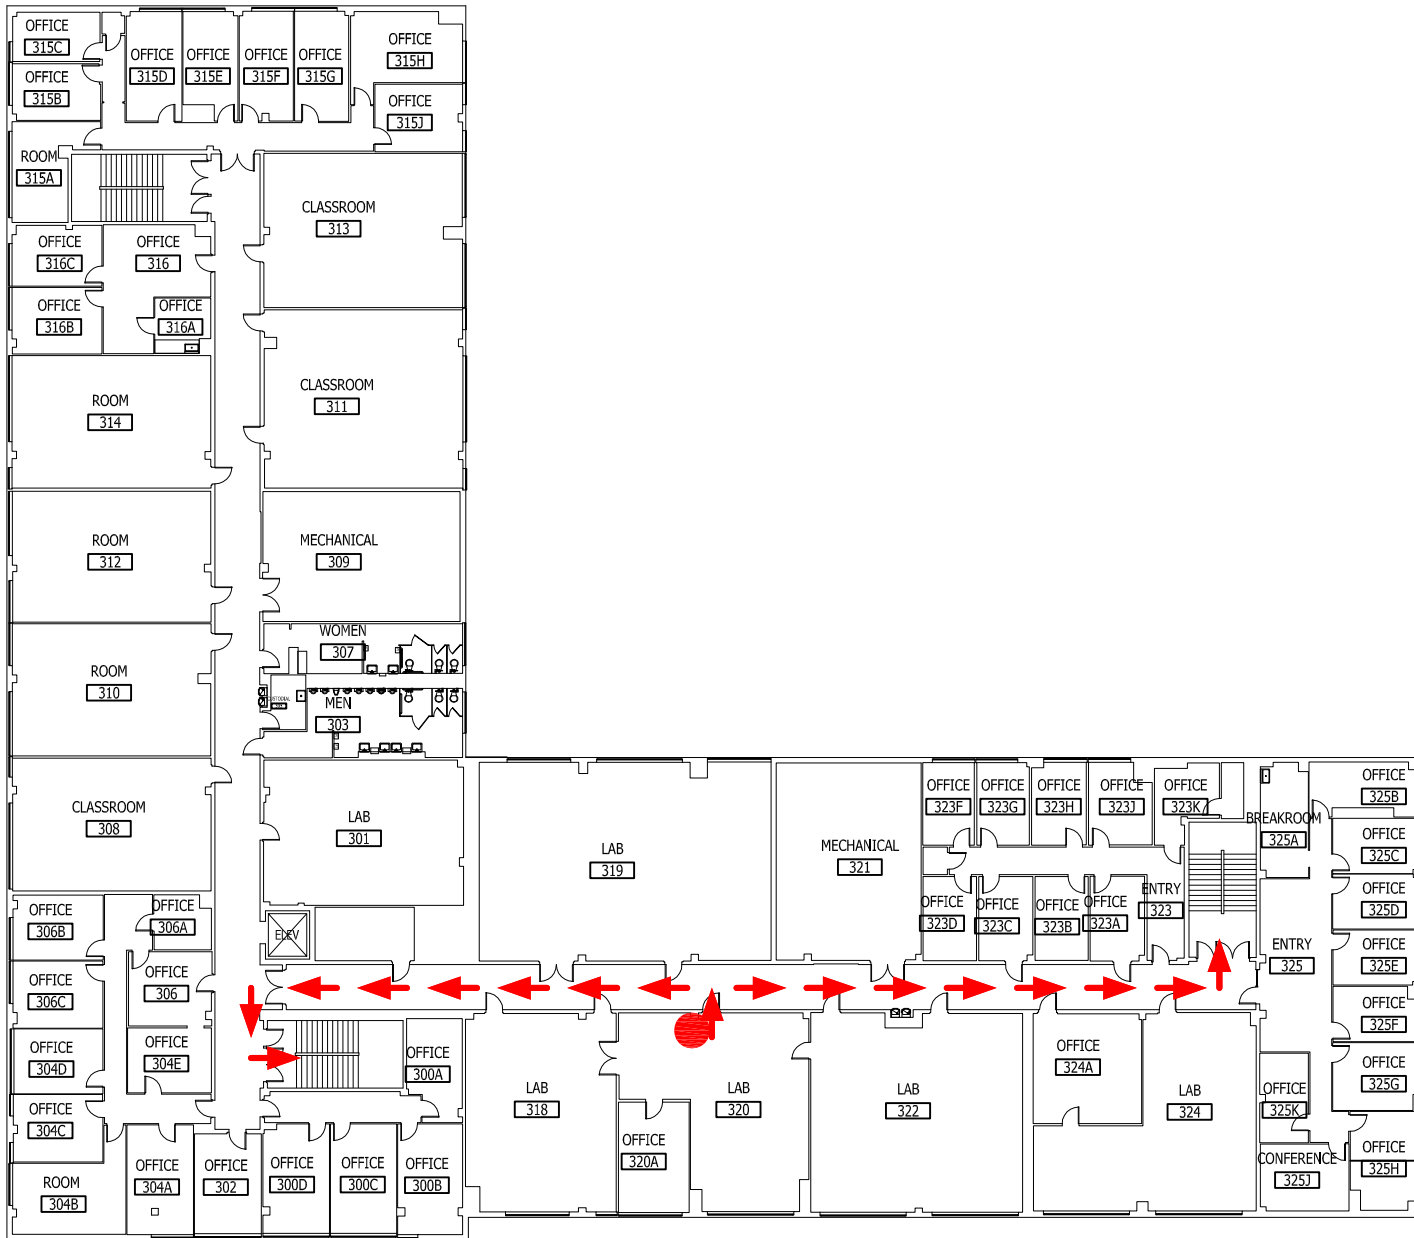 OFFICE
315C
OFFICE
315B
OFFICE
315D
OFFICE
315E
OFFICE
315F
OFFICE
315G
OFFICE
315H
OFFICE
315J
ROOM
315A
CLASSROOM
313
OFFICE
316C
OFFICE
316
OFFICE
316B
OFFICE
316A
CLASSROOM
311
ROOM
314
ROOM
312
MECHANICAL
309
WOMEN
307
ROOM
310
CUSTODIAL
MEN
303
CLASSROOM
308
LAB
301
LAB
319
MECHANICAL
321
OFFICE
323F
OFFICE
323G
OFFICE
323H
OFFICE
323J
OFFICE
323K
BREAKROOM
325A
OFFICE
325B
OFFICE
325C
OFFICE
325D
OFFICE
323D
OFFICE
323C
OFFICE
323B
OFFICE
323A
ENTRY
323
ENTRY
325
OFFICE
325E
OFFICE
325F
OFFICE
325G
OFFICE
306B
OFFICE
306A
ELEV
OFFICE
306C
OFFICE
306
OFFICE
304D
OFFICE
304E
OFFICE
300A
OFFICE
304C
ROOM
304B
OFFICE
304A
OFFICE
302
OFFICE
300D
OFFICE
300C
OFFICE
300B
LAB
318
LAB
320
OFFICE
320A
LAB
322
OFFICE
324A
LAB
324
OFFICE
325K
CONFERENCE
325J
OFFICE
325H